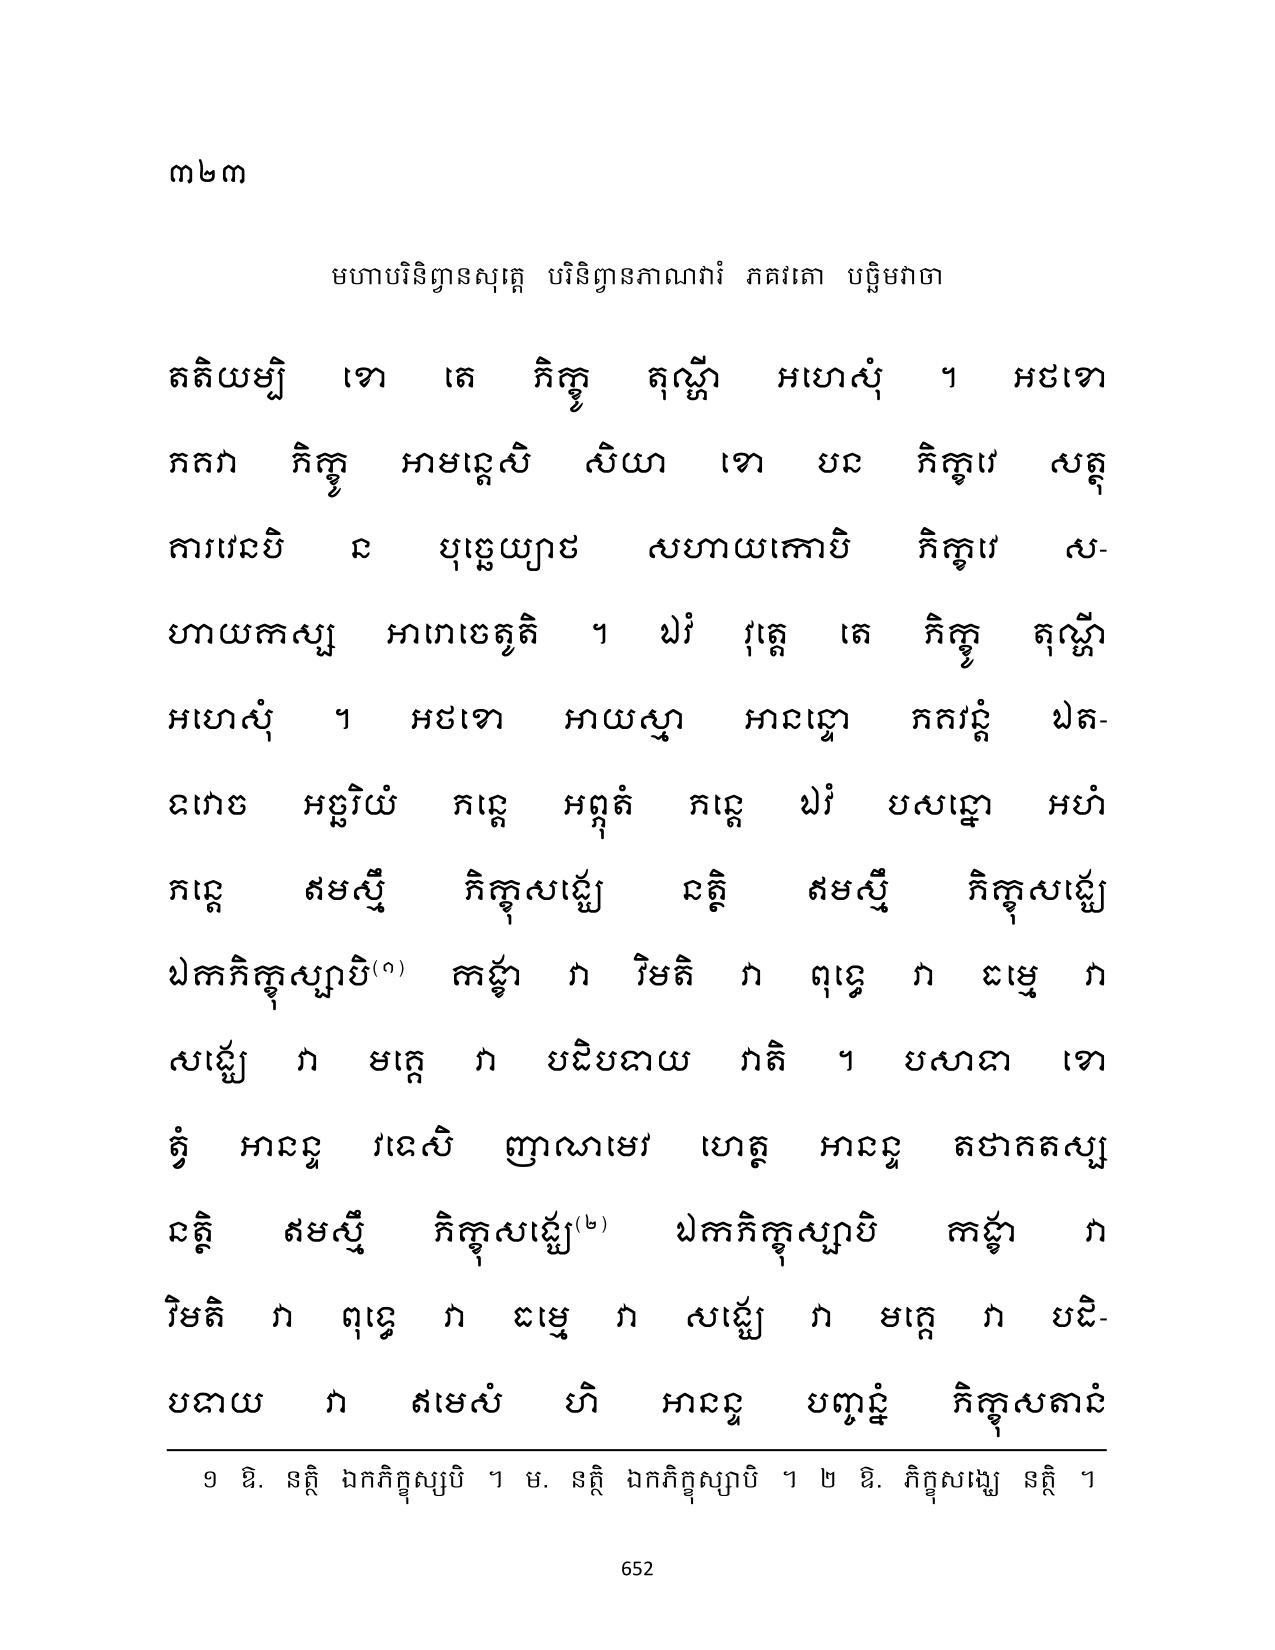 ៣២៣
មហាបរិនិព្វានសុត្តេ បរិនិព្វានភាណវារំ ភគវតោ បច្ឆិមវាចា
តតិយម្បិ ខោ តេ ភិក្ខូ តុណ្ហី អហេសុំ ។ អថខោ
ភគវា ភិក្ខូ អាមន្តេសិ សិយា ខោ បន ភិក្ខវេ សត្ថុ
គារវេនបិ ន បុច្ឆេយ្យាថ សហាយកោបិ ភិក្ខវេ ស-
ហាយកស្ស អារោចេតូតិ ។ ឯវំ វុត្តេ តេ ភិក្ខូ តុណ្ហី
អហេសុំ ។ អថខោ អាយស្មា អានន្ទោ ភគវន្តំ ឯត-
ទវោច អច្ឆរិយំ ភន្តេ អព្ភុតំ ភន្តេ ឯវំ បសន្នោ អហំ
ភន្តេ ឥមស្មឹ ភិក្ខុសង្ឃេ នត្ថិ ឥមស្មឹ ភិក្ខុសង្ឃេ
ឯកភិក្ខុស្សាបិ(១) កង្ខា វា វិមតិ វា ពុទ្ធេ វា ធម្មេ វា
សង្ឃេ វា មគ្គេ វា បដិបទាយ វាតិ ។ បសាទា ខោ
ត្វំ អានន្ទ វទេសិ ញាណមេវ ហេត្ថ អានន្ទ តថាគតស្ស
នត្ថិ ឥមស្មឹ ភិក្ខុសង្ឃេ(២) ឯកភិក្ខុស្សាបិ កង្ខា វា
វិមតិ វា ពុទ្ធេ វា ធម្មេ វា សង្ឃេ វា មគ្គេ វា បដិ-
បទាយ វា ឥមេសំ ហិ អានន្ទ បញ្ចន្នំ ភិក្ខុសតានំ
១ ឱ. នត្ថិ ឯកភិក្ខុស្សបិ ។ ម. នត្ថិ ឯកភិក្ខុស្សាបិ ។ ២ ឱ. ភិក្ខុសង្ឃេ នត្ថិ ។
652